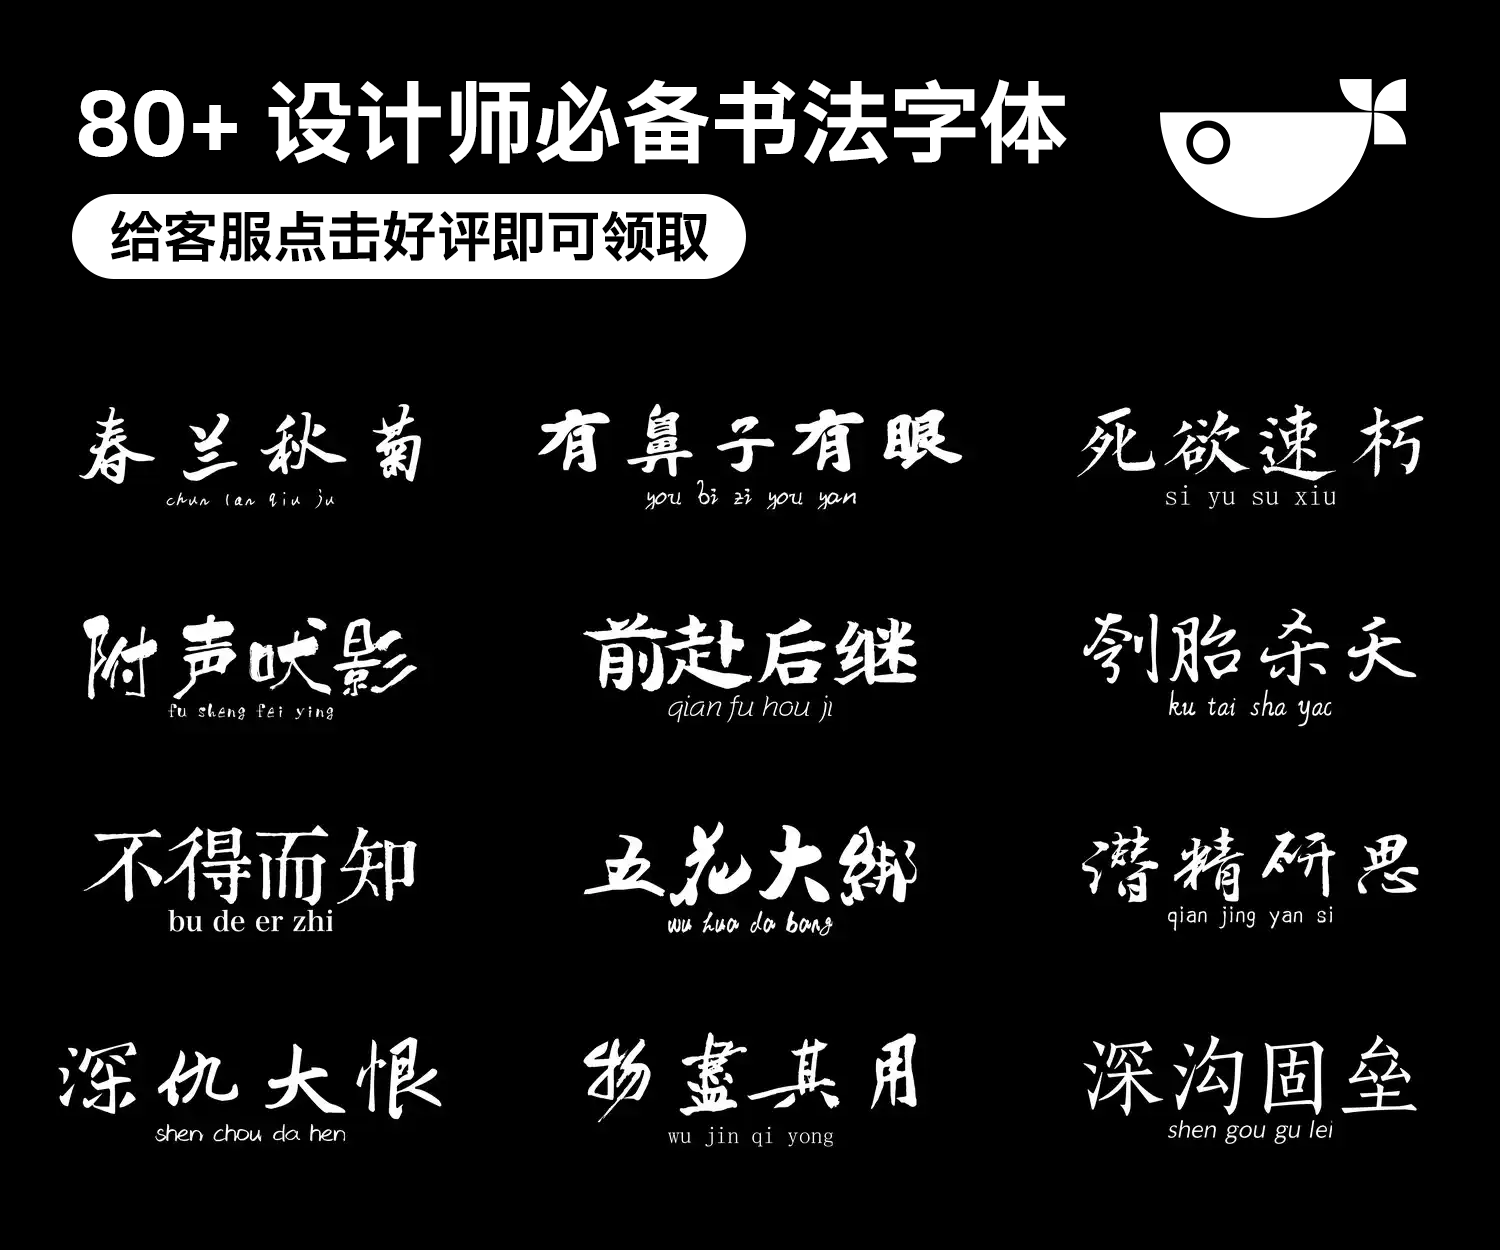 80+ 设计师必备书法字体
给客服点击好评即可领取
春兰秋菊
chun lan qiu ju
有鼻子有眼
you bi zi you yan
死欲速朽
si yu su xiu
附声吠影
fu sheng fei ying
前赴后继
qian fu hou ji
刳胎杀夭
ku tai sha yao
不得而知
bu de er zhi
五花大綁
wu hua da bang
潜精研思
qian jing yan si
深仇大恨
shen chou da hen
物盡其用
wu jin qi yong
深沟固垒
shen gou gu lei